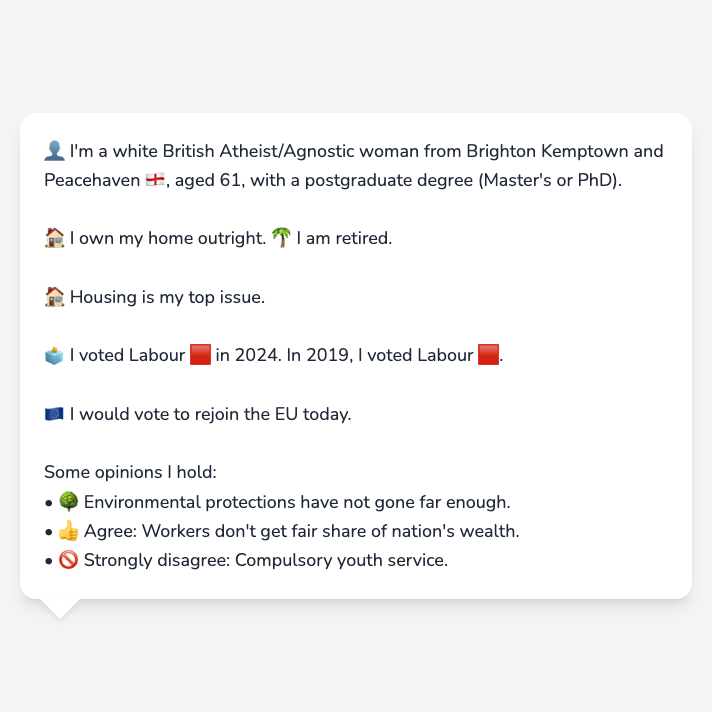 👤 I'm a white British Atheist/Agnostic woman from Brighton Kemptown and
Peacehaven 🏴󠁧󠁢󠁥󠁮󠁧󠁿, aged 61, with a postgraduate degree (Master's or PhD).
🏠 I own my home outright. 🌴 I am retired.
🏠 Housing is my top issue.
🗳️ I voted Labour 🟥 in 2024. In 2019, I voted Labour 🟥.
🇪🇺 I would vote to rejoin the EU today.
Some opinions I hold:
• 🌳 Environmental protections have not gone far enough.
• 👍 Agree: Workers don't get fair share of nation's wealth.
• 🚫 Strongly disagree: Compulsory youth service.